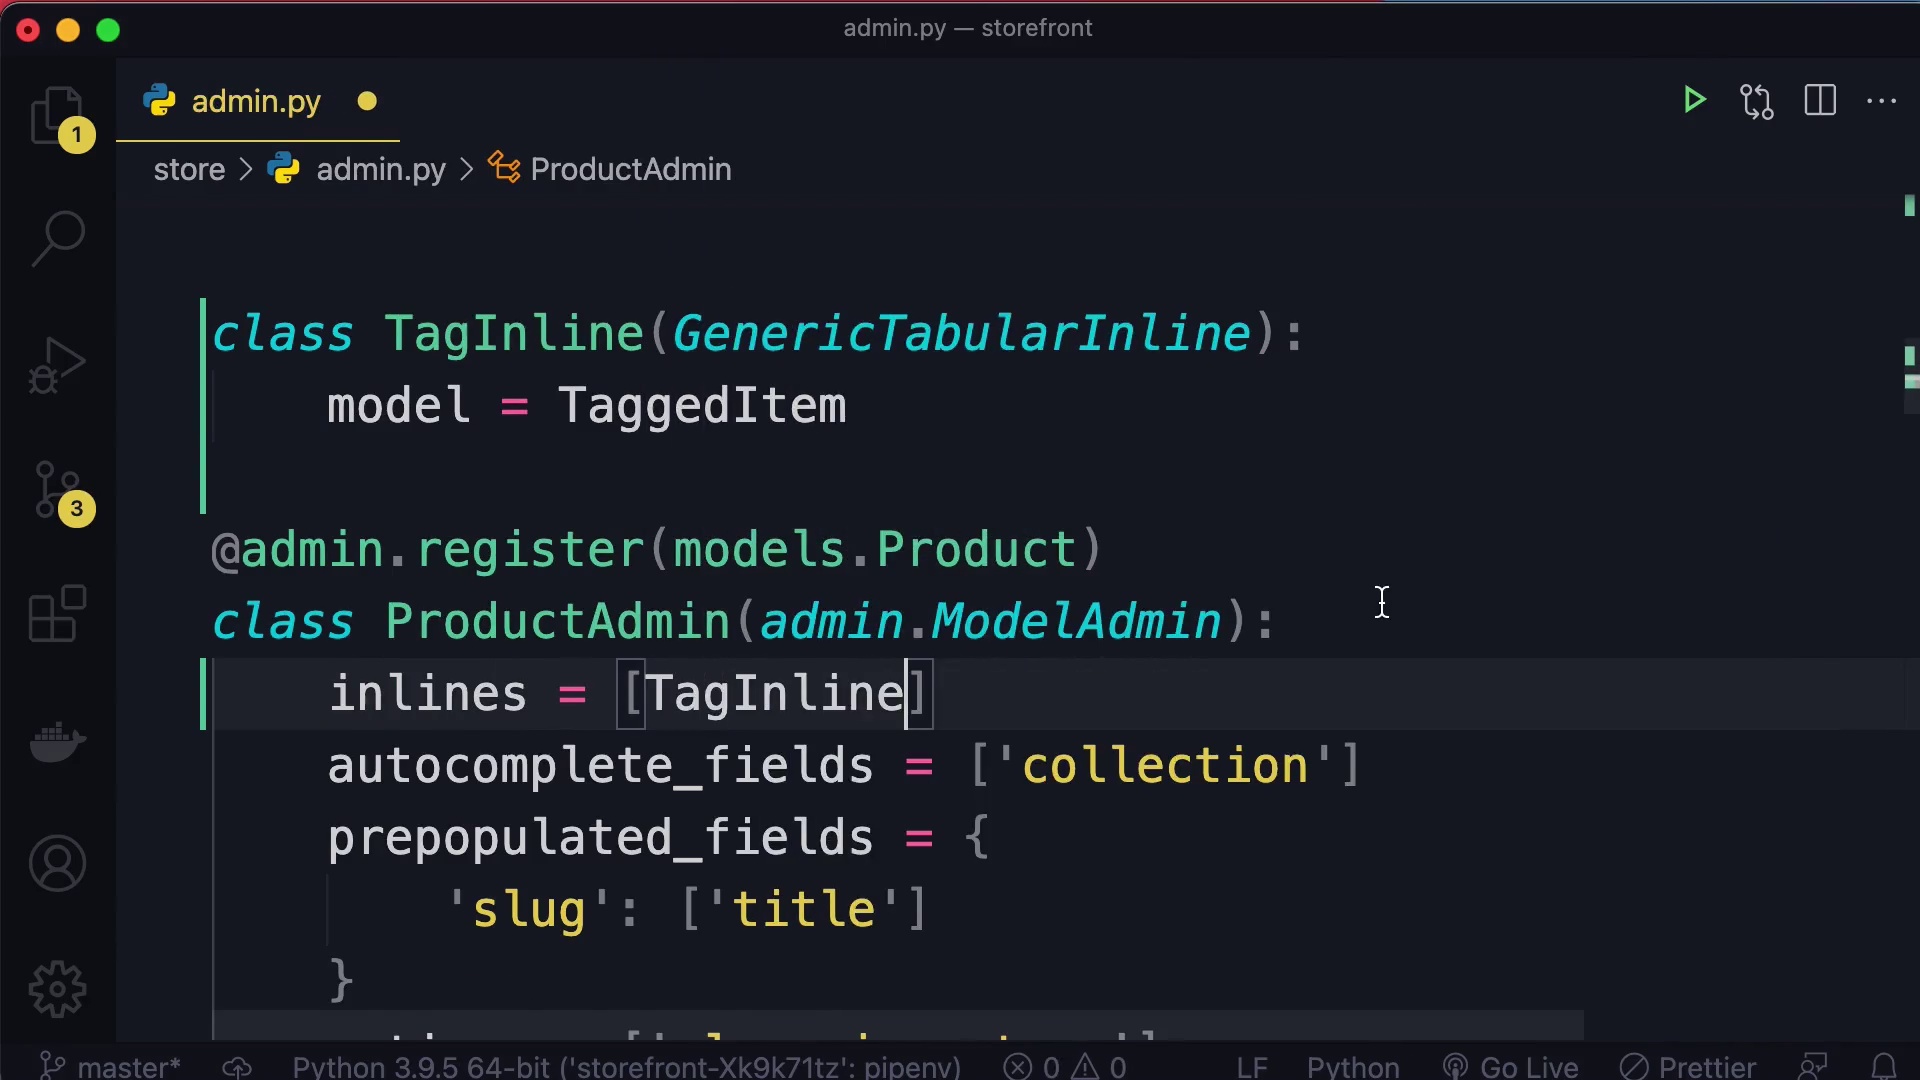 admin.py — storefront
admin.py
store > admin.py > ProductAdmin
1
3
class TagInline(GenericTabularInline):
    model = TaggedItem
@admin.register(models.Product)
class ProductAdmin(admin.ModelAdmin):
    inlines = [TagInline]
    autocomplete_fields = ['collection']
    prepopulated_fields = {
        'slug': ['title']
    }
master* Python 3.9.5 64-bit ('storefront-Xk9k71tz': pipenv) 0 0 LF Python Go Live Prettier